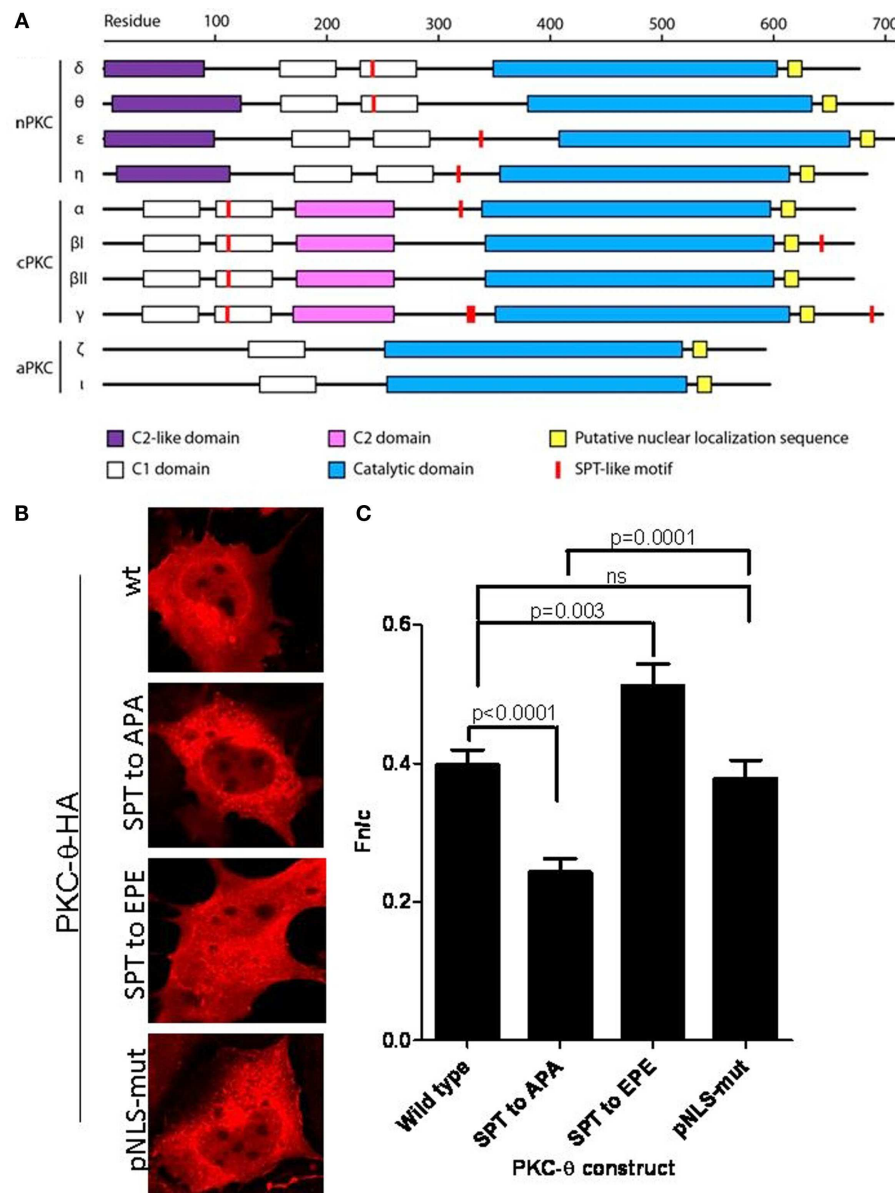 A
Residue 100 200 300 400 500 600 700
nPKC
δ
θ
ε
η
cPKC
α
βI
βII
γ
aPKC
ζ
ι
C2-like domain
C2 domain
Putative nuclear localization sequence
C1 domain
Catalytic domain
SPT-like motif
B
PKC-θ-HA
wt
SPT to APA
SPT to EPE
pNLS-mut
C
p=0.0001
ns
p=0.003
p<0.0001
Fn/c
0.6
0.4
0.2
0.0
Wild type
SPT to APA
SPT to EPE
pNLS-mut
PKC-θ construct